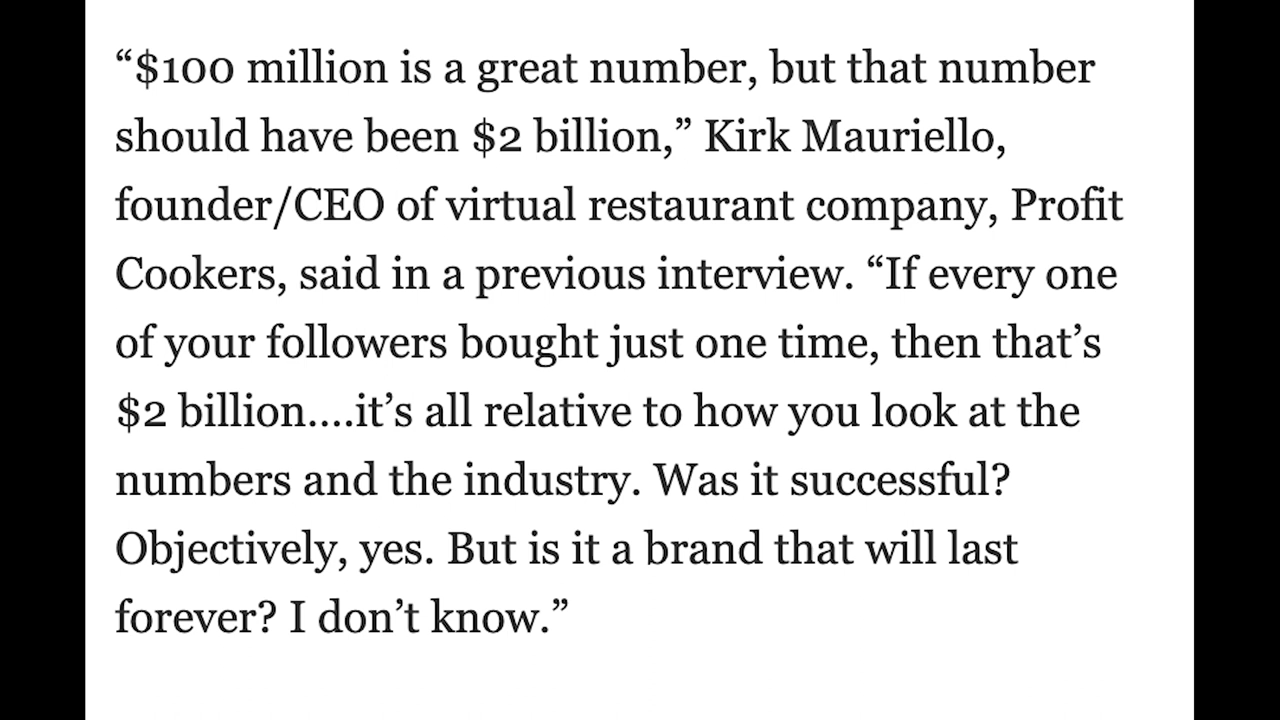 “$100 million is a great number, but that number
should have been $2 billion,” Kirk Mauriello,
founder/CEO of virtual restaurant company, Profit
Cookers, said in a previous interview. “If every one
of your followers bought just one time, then that’s
$2 billion....it’s all relative to how you look at the
numbers and the industry. Was it successful?
Objectively, yes. But is it a brand that will last
forever? I don’t know.”